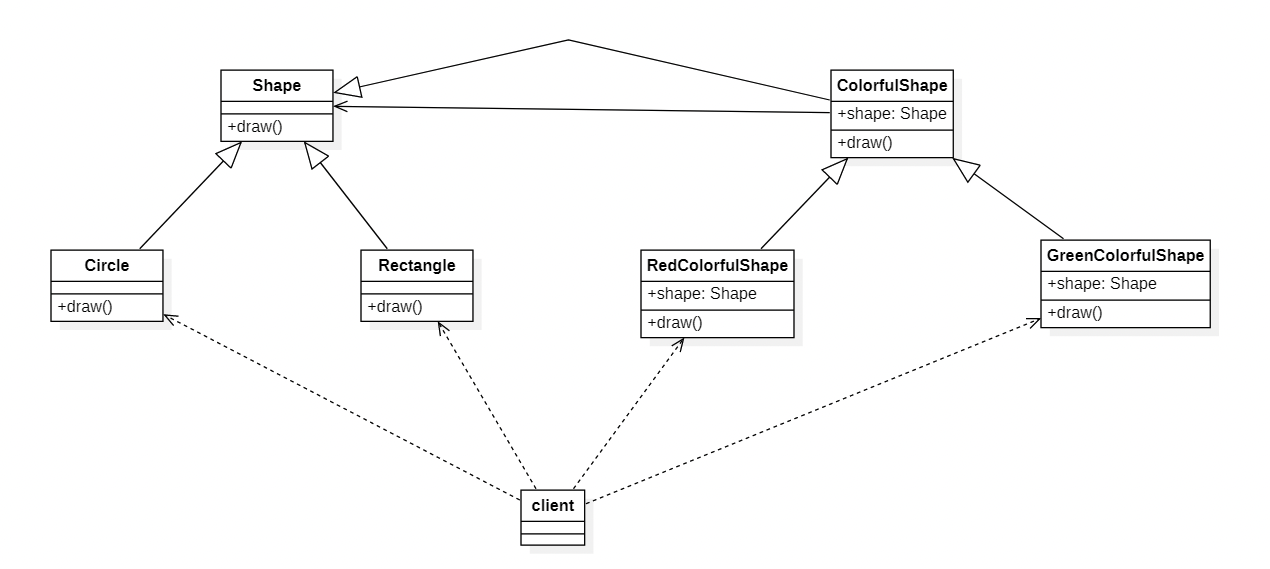 Shape
+draw()
ColorfulShape
+shape: Shape
+draw()
Circle
+draw()
Rectangle
+draw()
RedColorfulShape
+shape: Shape
+draw()
GreenColorfulShape
+shape: Shape
+draw()
client